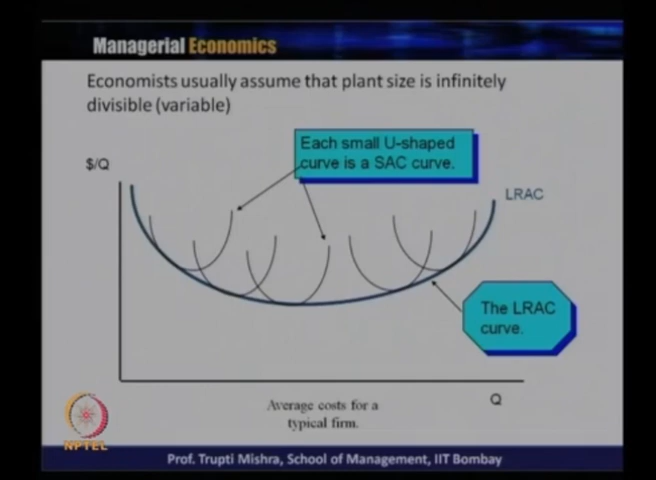 Managerial Economics
Economists usually assume that plant size is infinitely
divisible (variable)
Each small U-shaped
curve is a SAC curve.
$/Q
LRAC
The LRAC
curve.
Q
Average costs for a
typical firm.
NPTEL
Prof. Trupti Mishra, School of Management, IIT Bombay